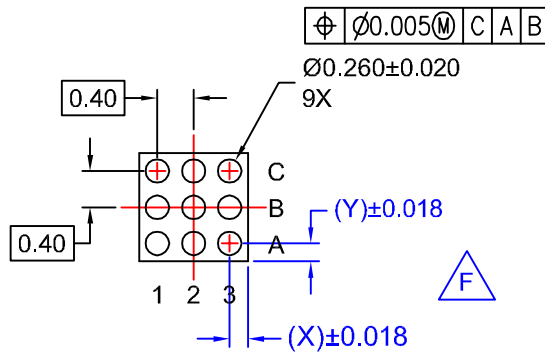 ⌖ Ø0.005Ⓜ C A B
Ø0.260±0.020
9X
0.40
C
B
(Y)±0.018
0.40
A
F
1 2 3
(X)±0.018